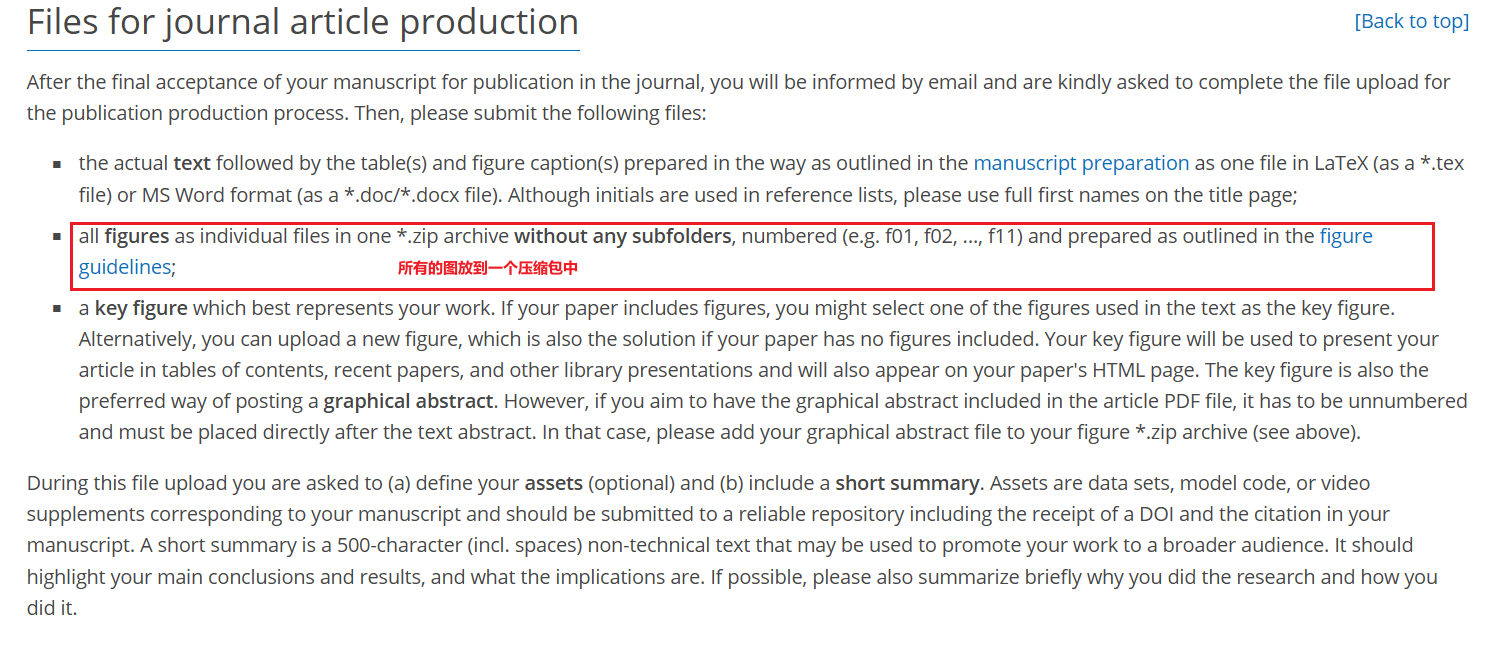 Files for journal article production
[Back to top]
After the final acceptance of your manuscript for publication in the journal, you will be informed by email and are kindly asked to complete the file upload for
the publication production process. Then, please submit the following files:
the actual text followed by the table(s) and figure caption(s) prepared in the way as outlined in the manuscript preparation as one file in LaTeX (as a *.tex
file) or MS Word format (as a *.doc/*.docx file). Although initials are used in reference lists, please use full first names on the title page;
all figures as individual files in one *.zip archive without any subfolders, numbered (e.g. f01, f02, ..., f11) and prepared as outlined in the figure
guidelines;
所有的图放到一个压缩包中
a key figure which best represents your work. If your paper includes figures, you might select one of the figures used in the text as the key figure.
Alternatively, you can upload a new figure, which is also the solution if your paper has no figures included. Your key figure will be used to present your
article in tables of contents, recent papers, and other library presentations and will also appear on your paper's HTML page. The key figure is also the
preferred way of posting a graphical abstract. However, if you aim to have the graphical abstract included in the article PDF file, it has to be unnumbered
and must be placed directly after the text abstract. In that case, please add your graphical abstract file to your figure *.zip archive (see above).
During this file upload you are asked to (a) define your assets (optional) and (b) include a short summary. Assets are data sets, model code, or video
supplements corresponding to your manuscript and should be submitted to a reliable repository including the receipt of a DOI and the citation in your
manuscript. A short summary is a 500-character (incl. spaces) non-technical text that may be used to promote your work to a broader audience. It should
highlight your main conclusions and results, and what the implications are. If possible, please also summarize briefly why you did the research and how you
did it.